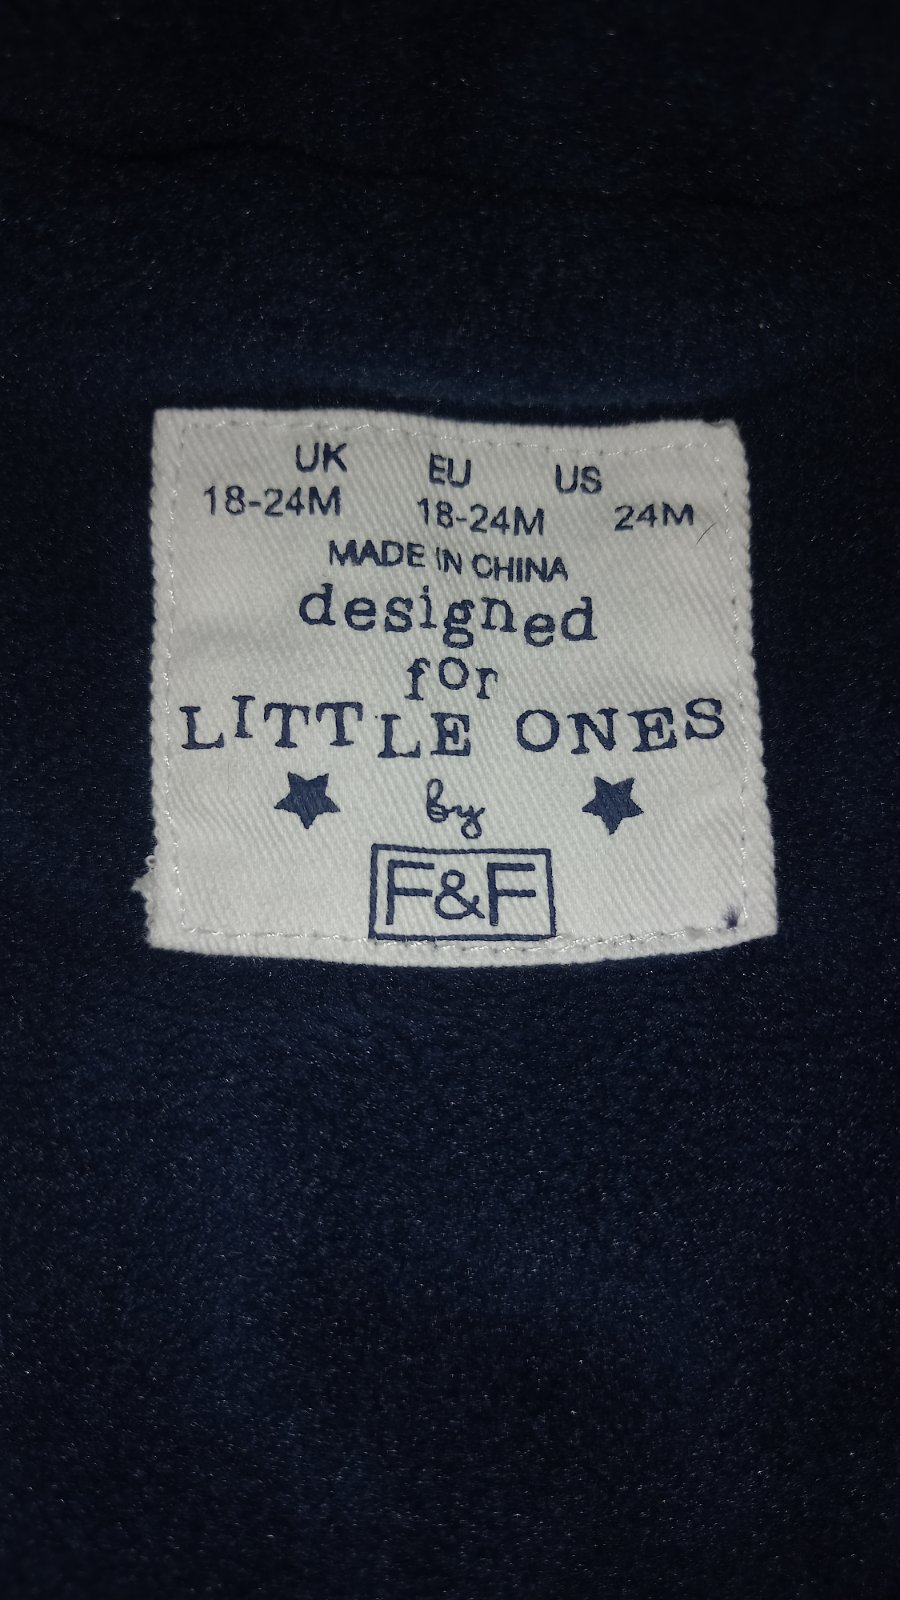 UK EU US
18-24M 18-24M 24M
MADE IN CHINA
designed
for
LITTLE ONES
by
F&F